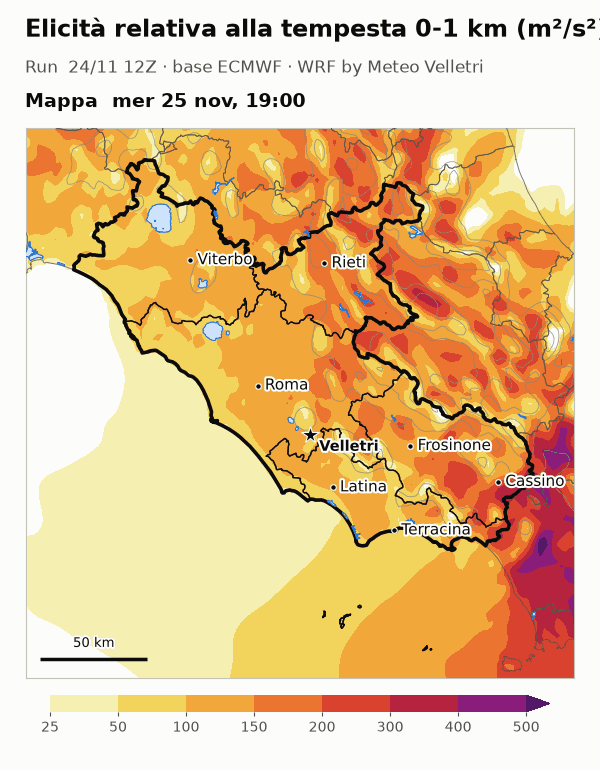 Elicità relativa alla tempesta 0-1 km (m²/s²)
Run 24/11 12Z · base ECMWF · WRF by Meteo Velletri
Mappa mer 25 nov, 19:00
Viterbo
Rieti
Roma
Velletri
Frosinone
Cassino
Latina
Terracina
50 km
25 50 100 150 200 300 400 500